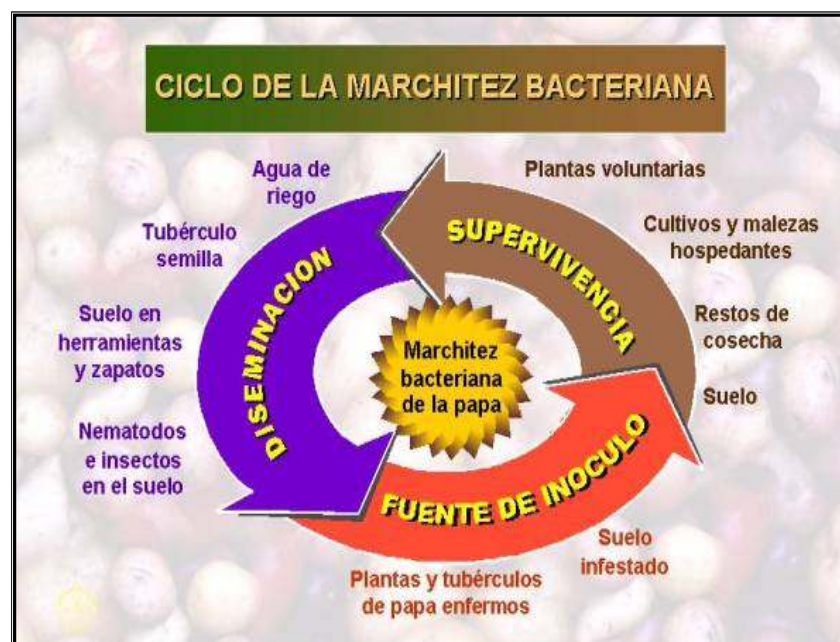 CICLO DE LA MARCHITEZ BACTERIANA
Agua de
riego
Tubérculo
semilla
Suelo en
herramientas
y zapatos
Nematodos
e insectos
en el suelo
DISEMINACION
Plantas voluntarias
Cultivos y malezas
hospedantes
Restos de
cosecha
Suelo
SUPERVIVENCIA
Marchitez
bacteriana
de la papa
FUENTE DE INOCULO
Suelo
infestado
Plantas y tubérculos
de papa enfermos